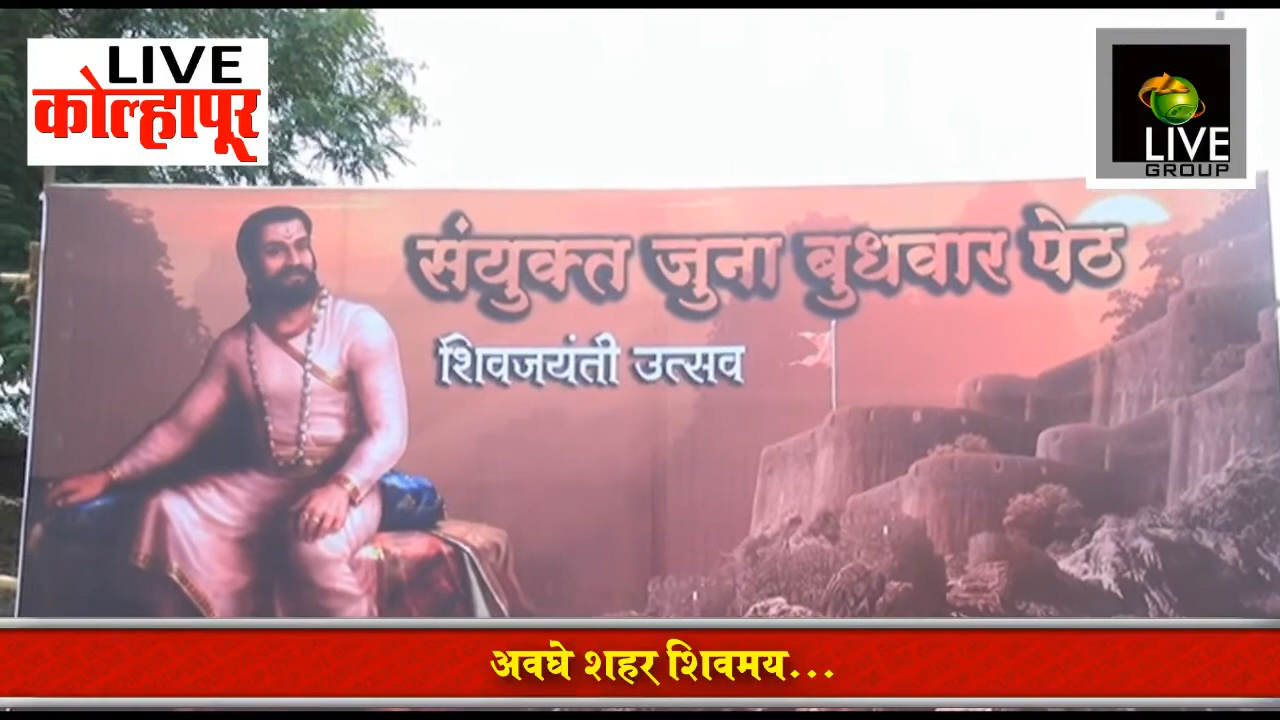 LIVE
कोल्हापूर
LIVE
GROUP
संयुक्त जुना बुधवार पेठ
शिवजयंती उत्सव
अवघे शहर शिवमय...